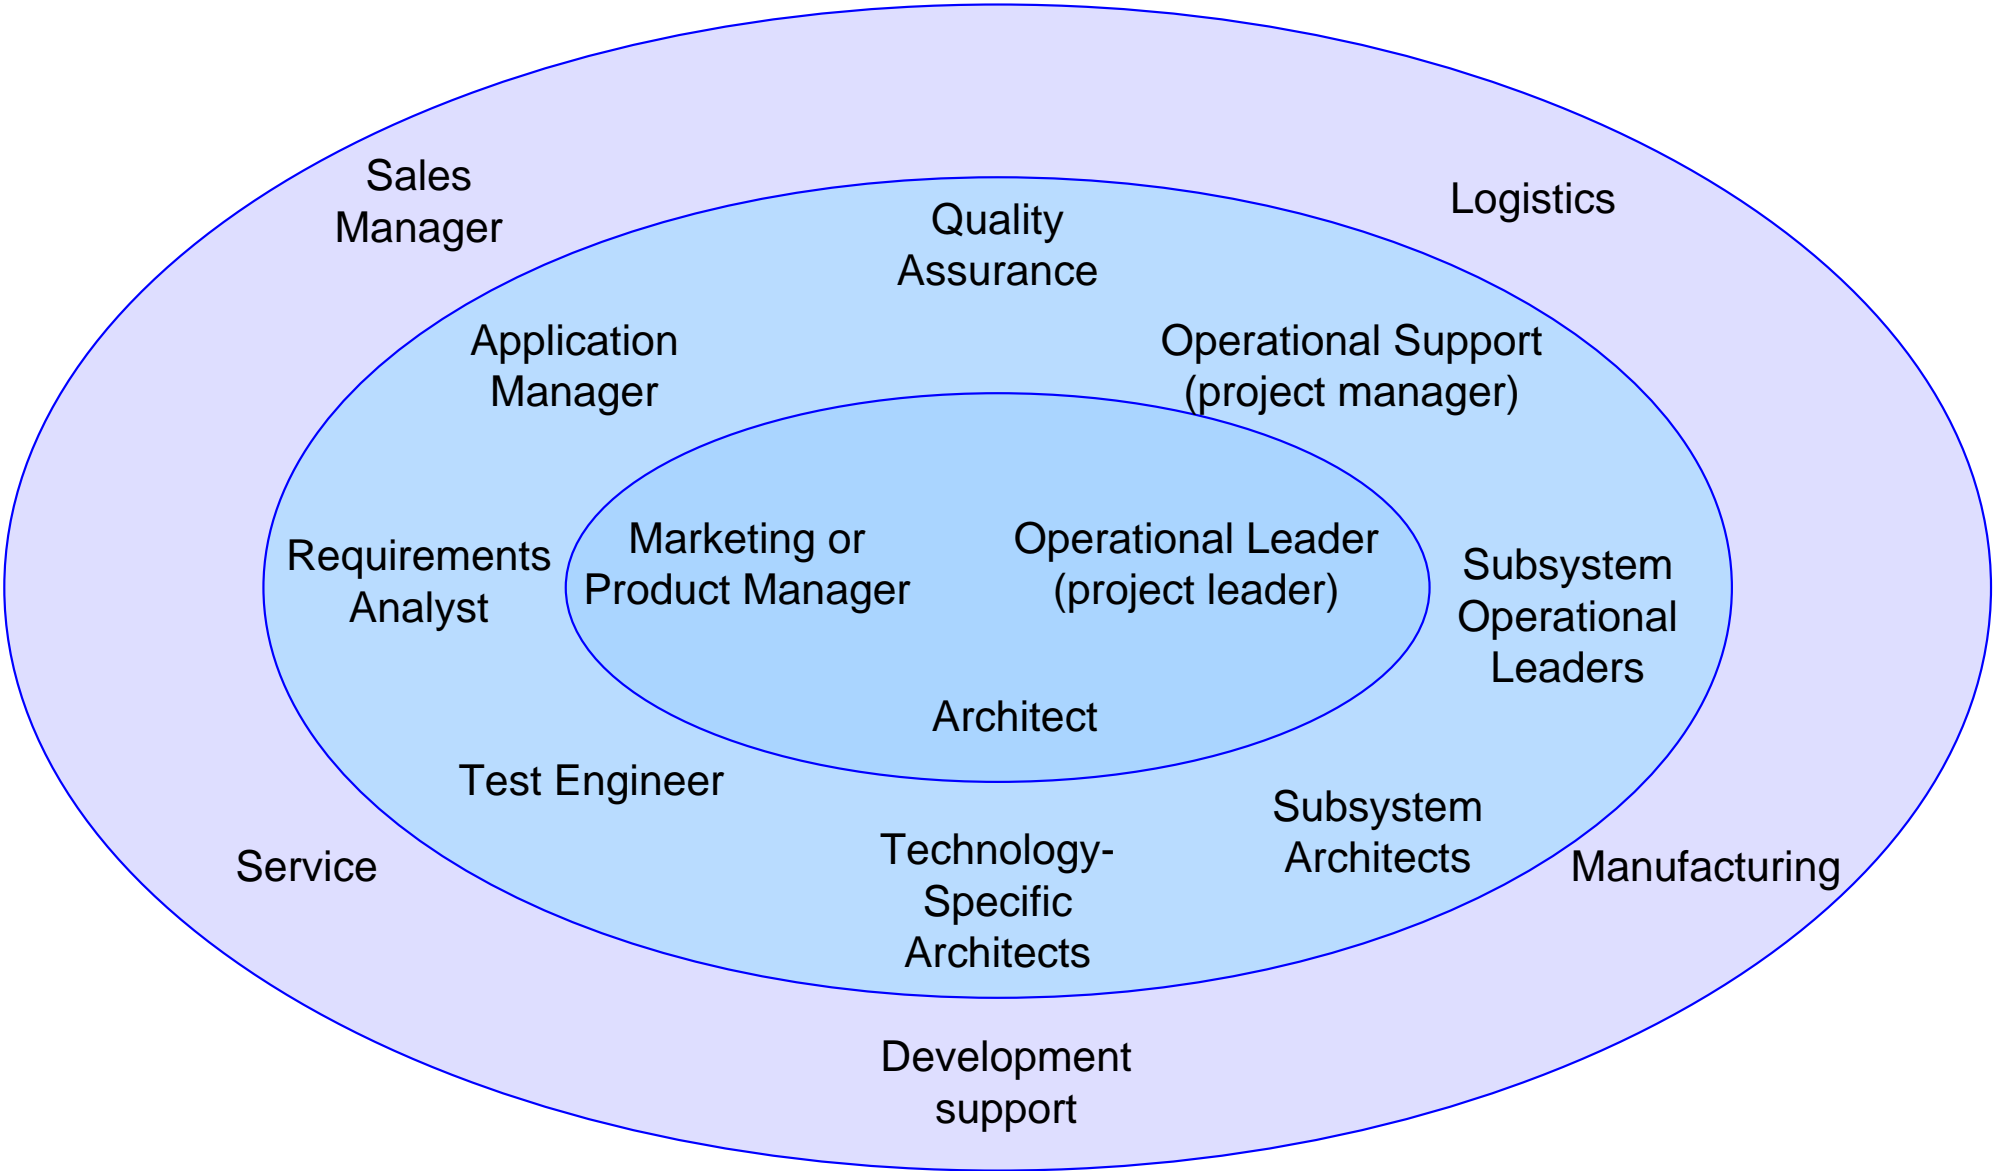 Sales
Manager
Logistics
Quality
Assurance
Application
Manager
Operational Support
(project manager)
Requirements
Analyst
Marketing or
Product Manager
Operational Leader
(project leader)
Subsystem
Operational
Leaders
Architect
Test Engineer
Subsystem
Architects
Technology-
Specific
Architects
Service
Manufacturing
Development
support